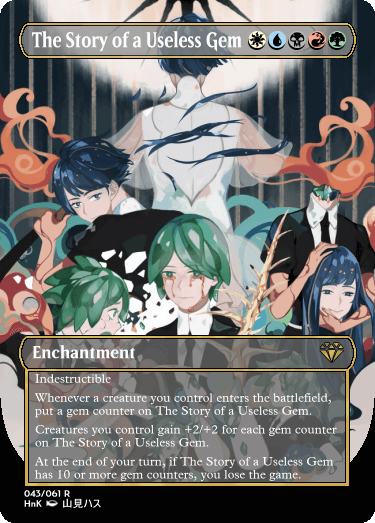 The Story of a Useless Gem
Enchantment
Indestructible
Whenever a creature you control enters the battlefield,
put a gem counter on The Story of a Useless Gem.
Creatures you control gain +2/+2 for each gem counter
on The Story of a Useless Gem.
At the end of your turn, if The Story of a Useless Gem
has 10 or more gem counters, you lose the game.
043/061 R
HnK 山見ハス